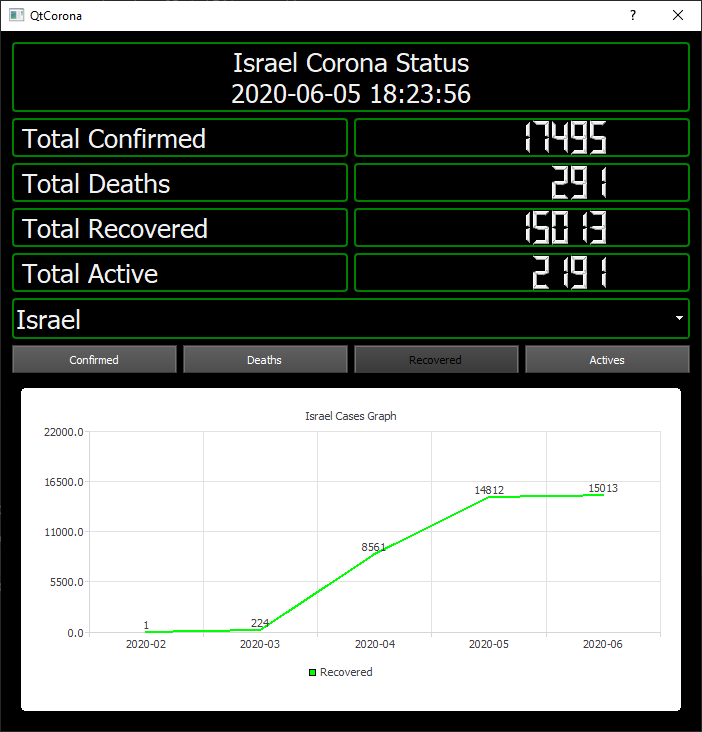 QtCorona
?
Israel Corona Status
2020-06-05 18:23:56
Total Confirmed 17495
Total Deaths 291
Total Recovered 15013
Total Active 2191
Israel
Confirmed Deaths Recovered Actives
Israel Cases Graph
22000.0
16500.0
11000.0
5500.0
0.0
1
224
8561
14812
15013
2020-02 2020-03 2020-04 2020-05 2020-06
Recovered